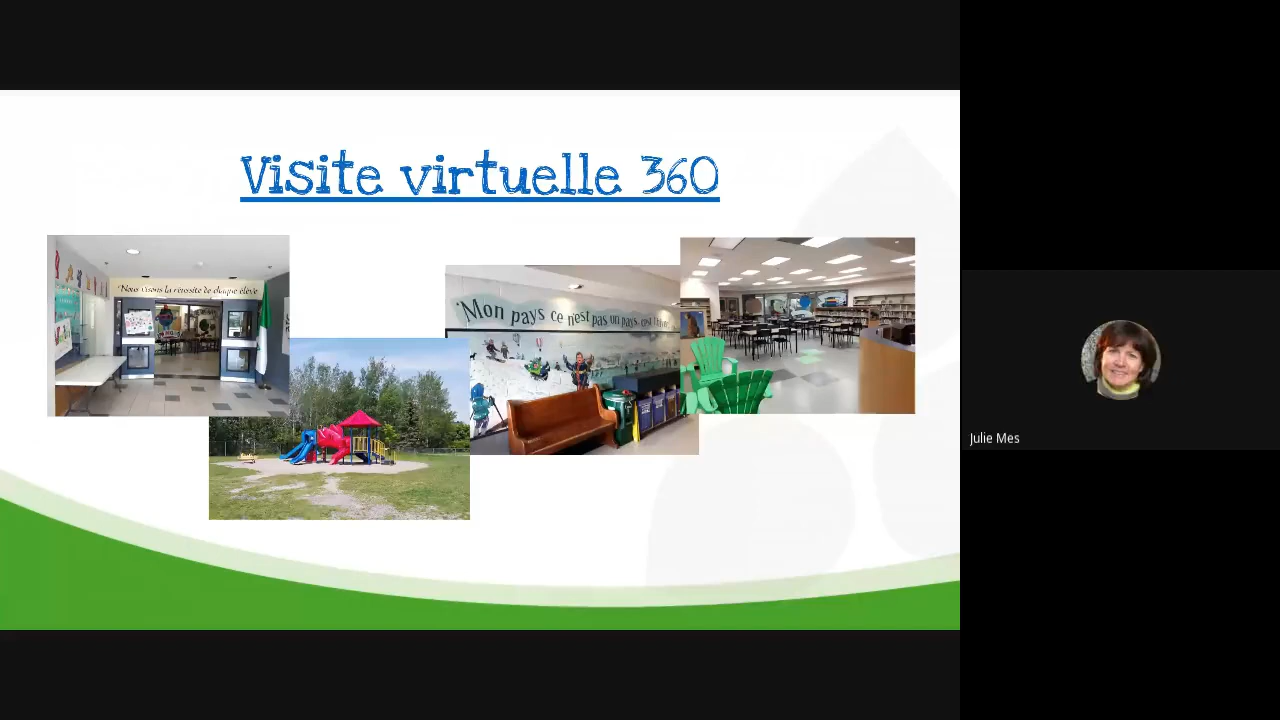 Visite virtuelle 360
"Nous visons la réussite de chaque élève
"Mon pays ce n'est pas un pays, c'est l'hiver
Julie Mes